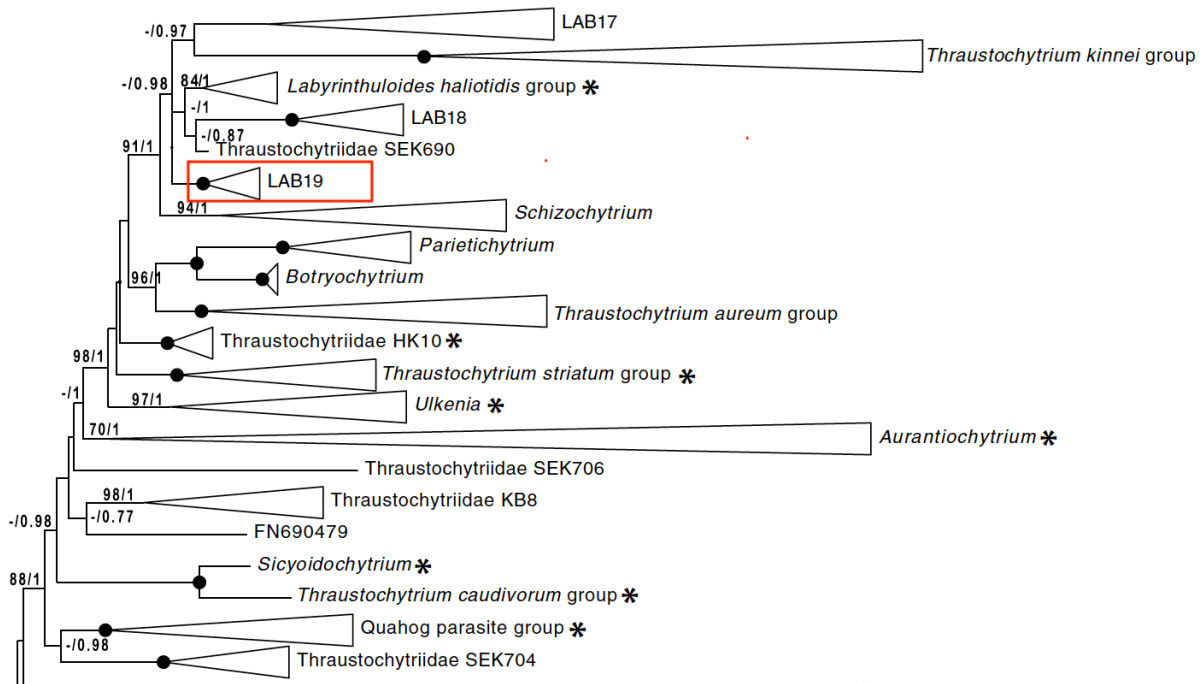 LAB17
-/0.97
Thraustochytrium kinnei group
-/0.98
84/1
Labyrinthuloides haliotidis group *
-/1
LAB18
-/0.87
Thraustochytriidae SEK690
91/1
LAB19
94/1
Schizochytrium
Parietichytrium
96/1
Botryochytrium
Thraustochytrium aureum group
Thraustochytriidae HK10 *
98/1
Thraustochytrium striatum group *
-/1
97/1
Ulkenia *
70/1
Aurantiochytrium *
Thraustochytriidae SEK706
98/1
Thraustochytriidae KB8
-/0.77
-/0.98
FN690479
Sicyoidochytrium *
88/1
Thraustochytrium caudivorum group *
Quahog parasite group *
-/0.98
Thraustochytriidae SEK704